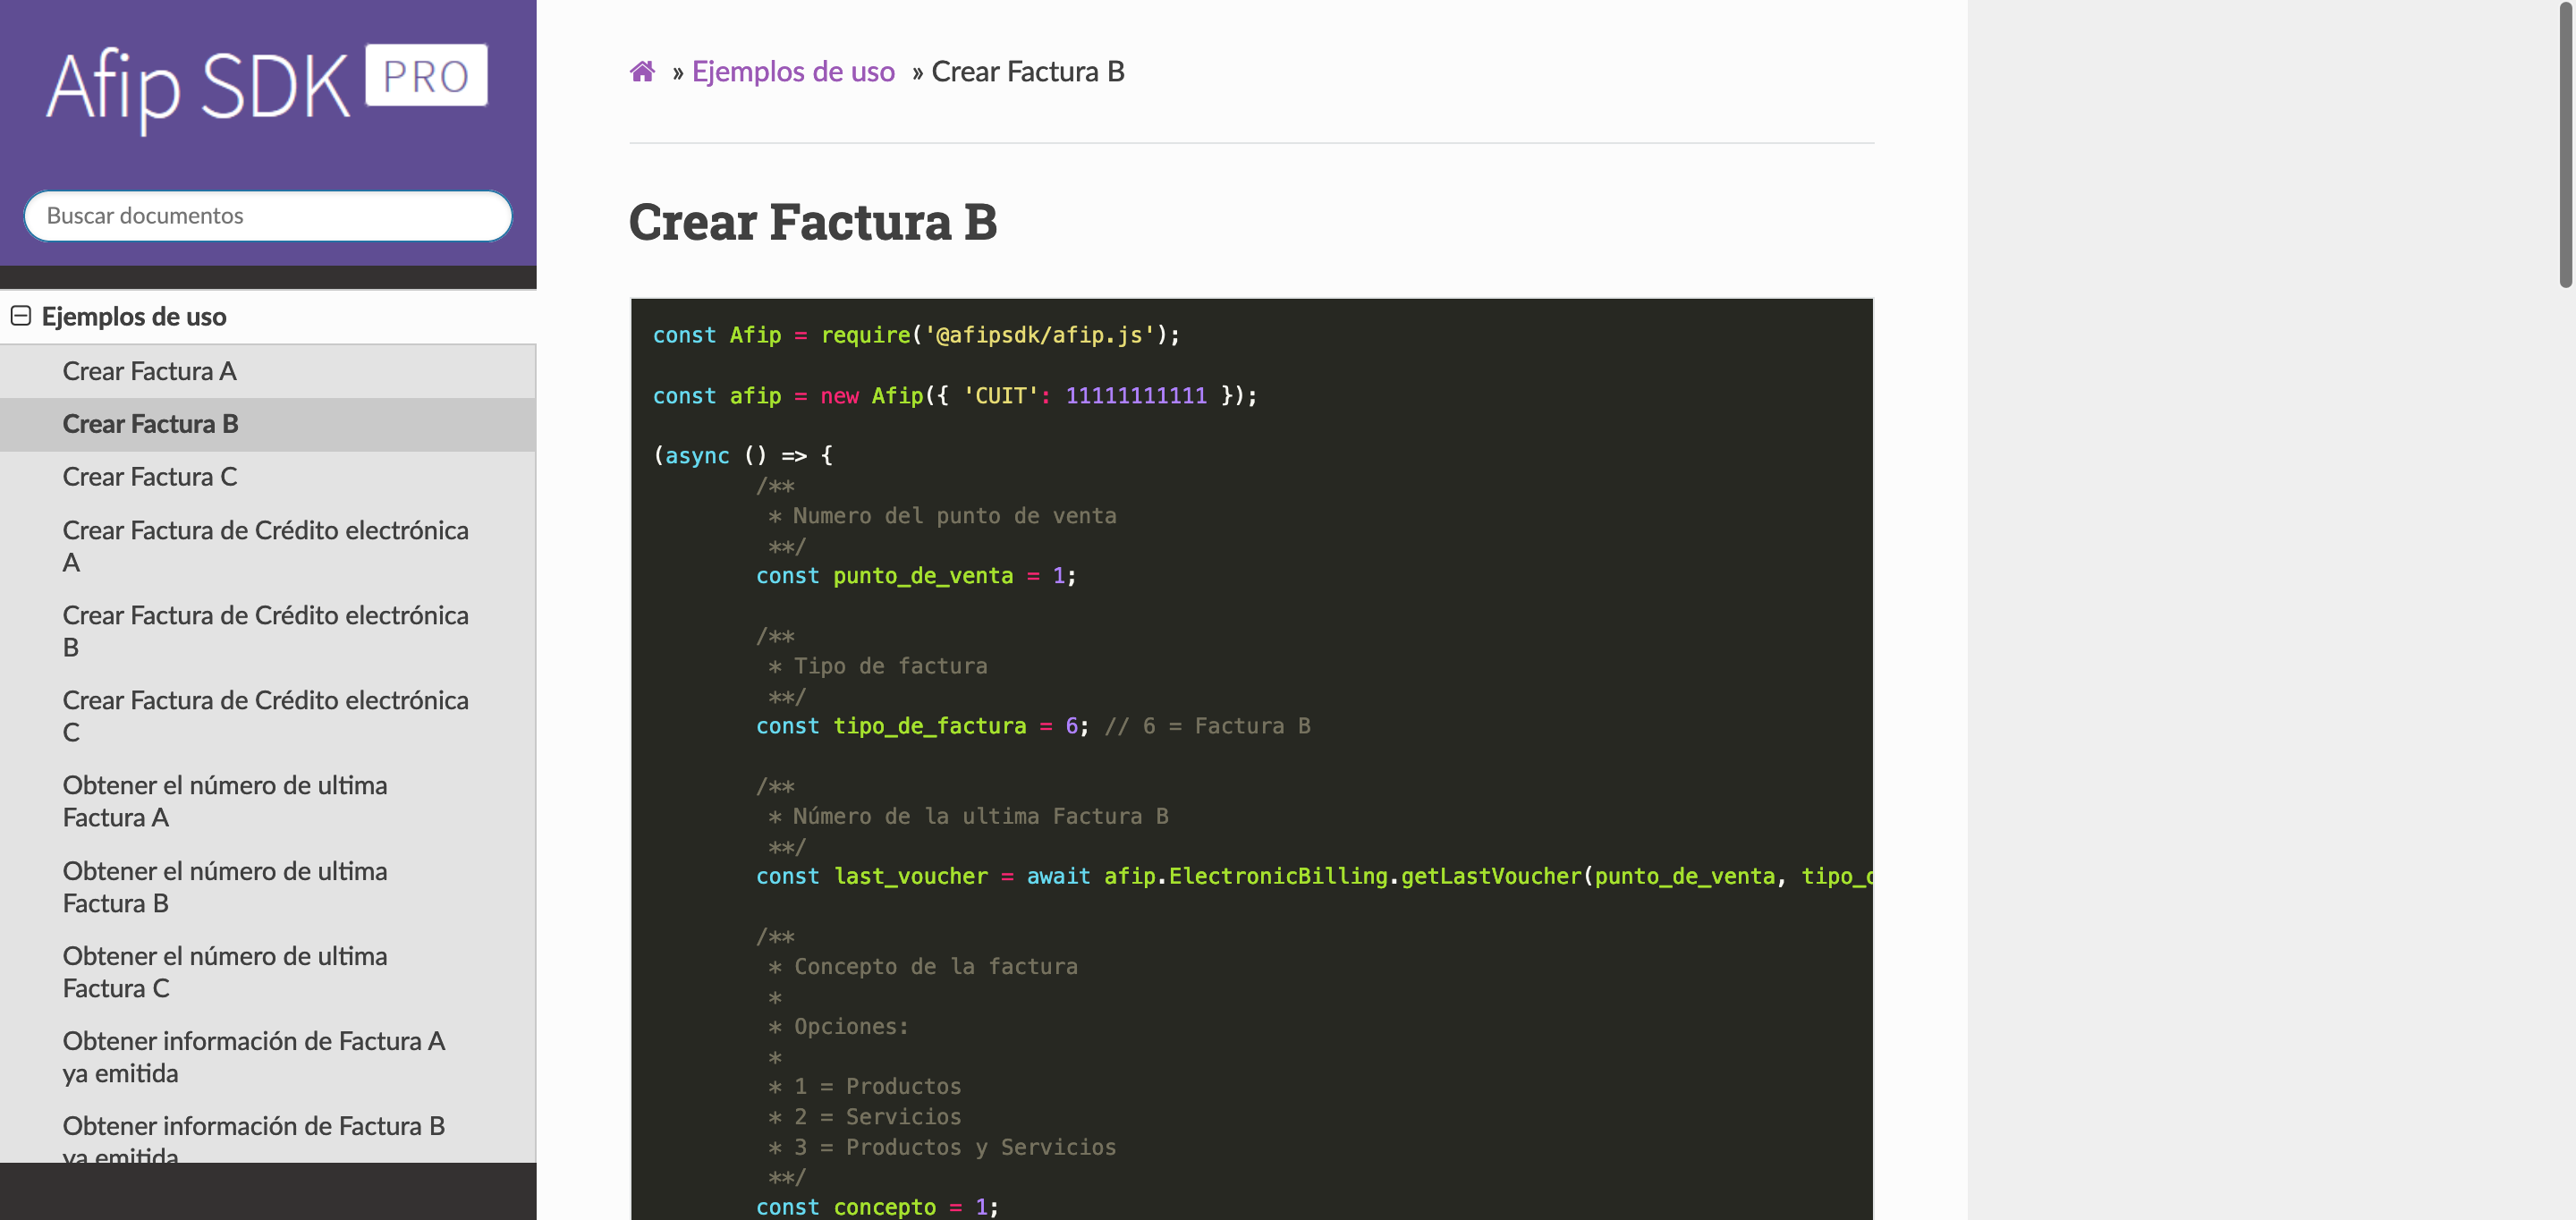 Afip SDK PRO
Buscar documentos
Ejemplos de uso
Crear Factura A
Crear Factura B
Crear Factura C
Crear Factura de Crédito electrónica
A
Crear Factura de Crédito electrónica
B
Crear Factura de Crédito electrónica
C
Obtener el número de ultima
Factura A
Obtener el número de ultima
Factura B
Obtener el número de ultima
Factura C
Obtener información de Factura A
ya emitida
Obtener información de Factura B
ya emitida
» Ejemplos de uso » Crear Factura B
Crear Factura B
const Afip = require('@afipsdk/afip.js');
const afip = new Afip({ 'CUIT': 11111111111 });
(async () => {
/**
* Numero del punto de venta
**/
const punto_de_venta = 1;
/**
* Tipo de factura
**/
const tipo_de_factura = 6; // 6 = Factura B
/**
* Número de la ultima Factura B
**/
const last_voucher = await afip.ElectronicBilling.getLastVoucher(punto_de_venta, tipo_
/**
* Concepto de la factura
*
* Opciones:
*
* 1 = Productos
* 2 = Servicios
* 3 = Productos y Servicios
**/
const concepto = 1;